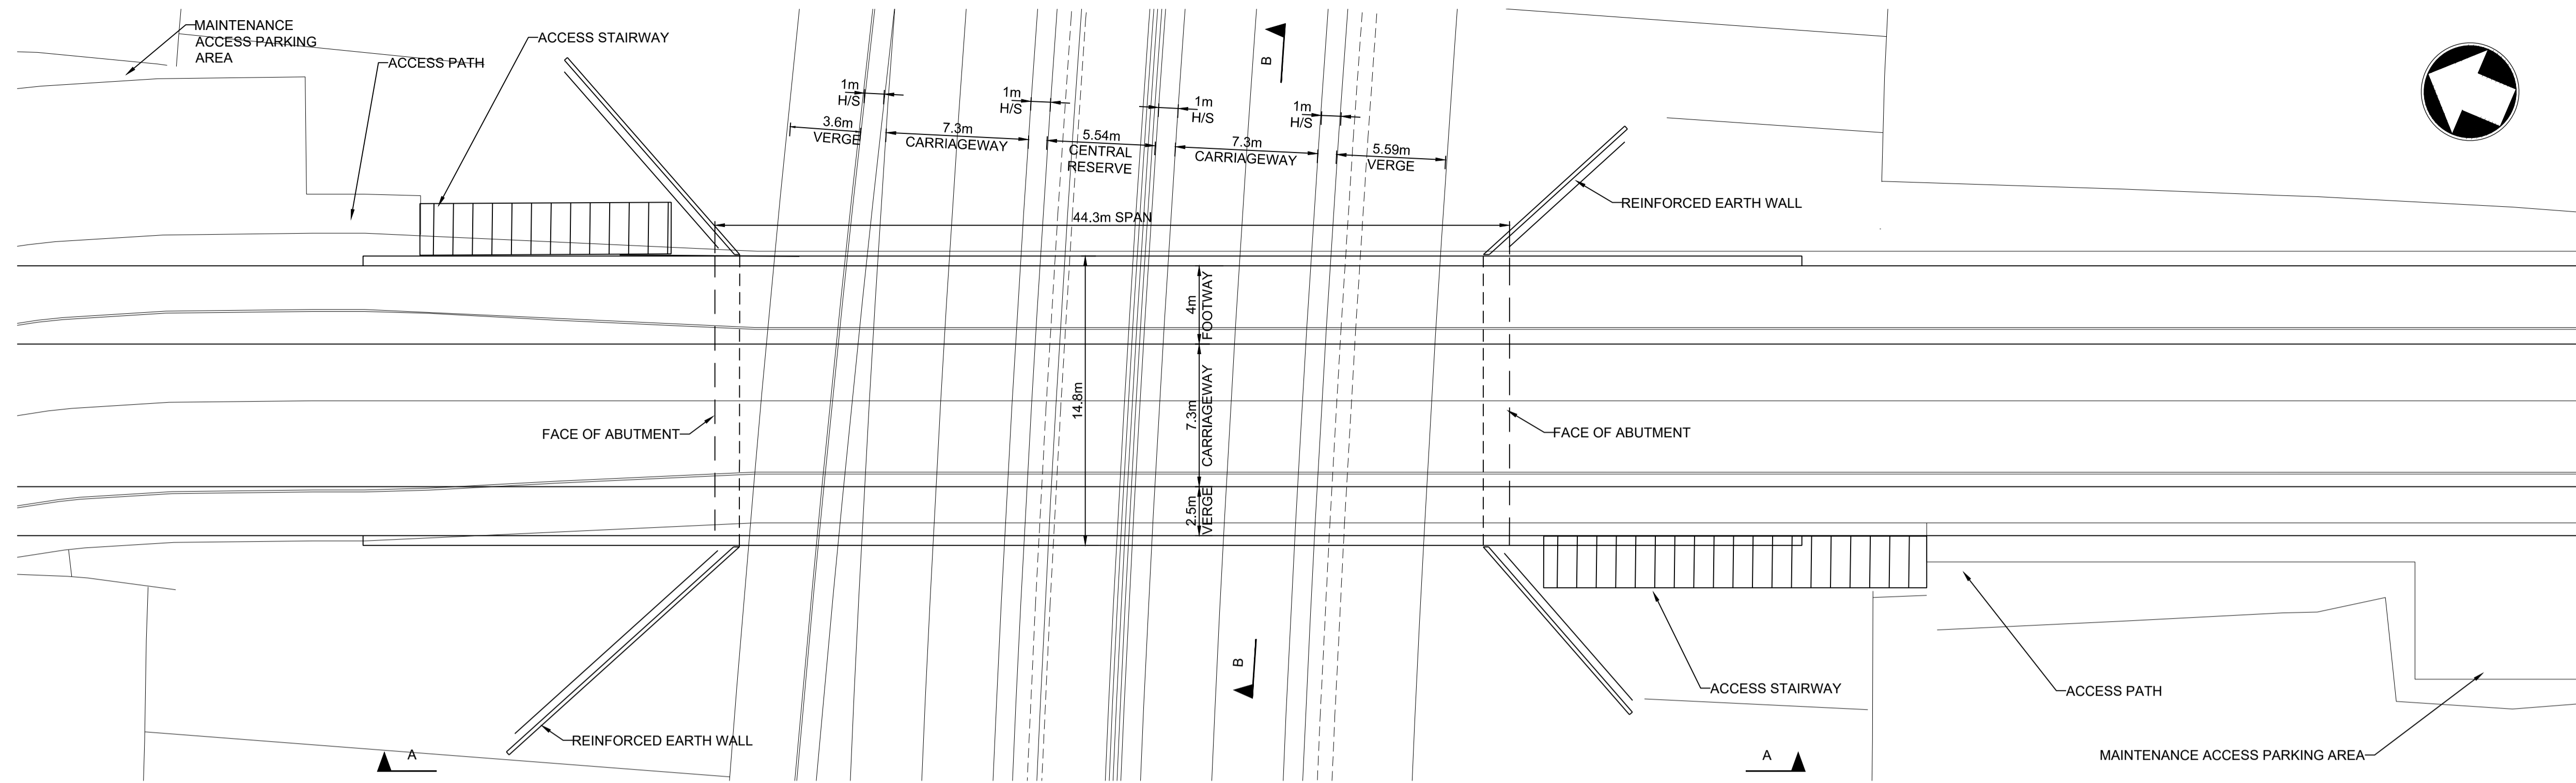 MAINTENANCE
ACCESS PARKING
AREA
ACCESS PATH
ACCESS STAIRWAY
B
1m
H/S
1m
H/S
1m
H/S
1m
H/S
3.6m
VERGE
7.3m
CARRIAGEWAY
5.54m
CENTRAL
RESERVE
7.3m
CARRIAGEWAY
5.59m
VERGE
REINFORCED EARTH WALL
44.3m SPAN
4m
FOOTWAY
14.8m
7.3m
CARRIAGEWAY
2.5m
VERGE
FACE OF ABUTMENT
FACE OF ABUTMENT
B
ACCESS STAIRWAY
ACCESS PATH
REINFORCED EARTH WALL
A
A
MAINTENANCE ACCESS PARKING AREA